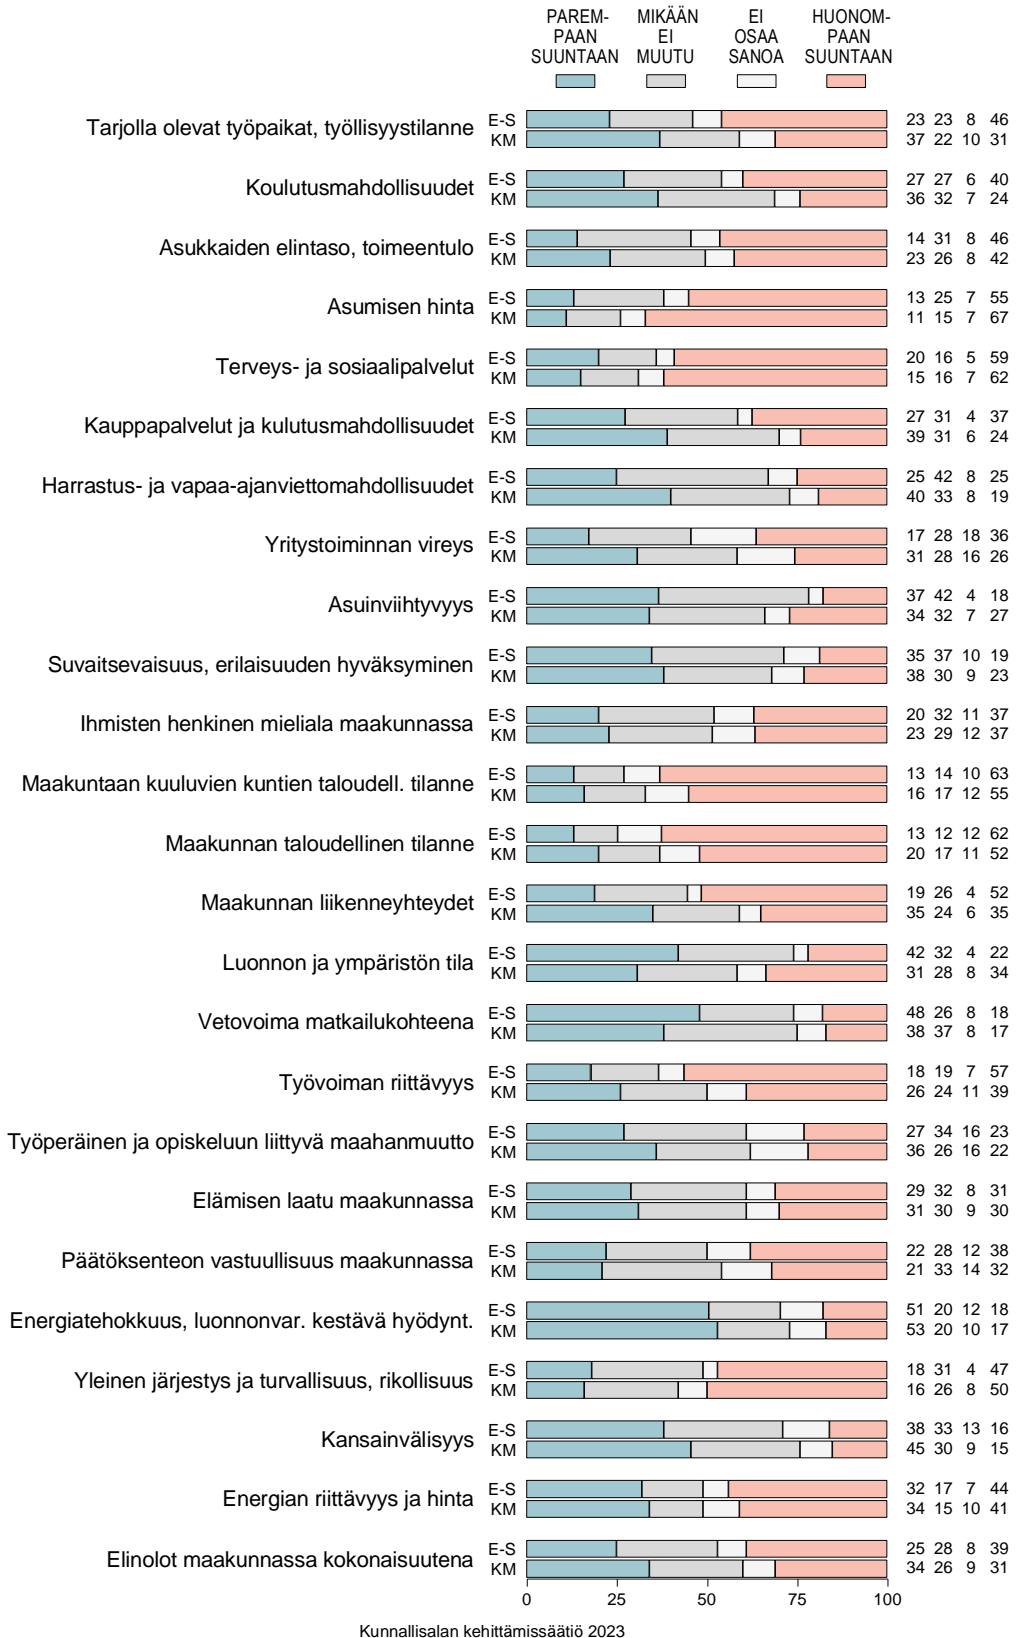 PAREM-
PAAN
SUUNTAAN
MIKÄÄN
EI
MUUTU
EI
OSAA
SANOA
HUONOM-
PAAN
SUUNTAAN
Tarjolla olevat työpaikat, työllisyystilanne
E-S 23 23 8 46
KM 37 22 10 31
Koulutusmahdollisuudet
E-S 27 27 6 40
KM 36 32 7 24
Asukkaiden elintaso, toimeentulo
E-S 14 31 8 46
KM 23 26 8 42
Asumisen hinta
E-S 13 25 7 55
KM 11 15 7 67
Terveys- ja sosiaalipalvelut
E-S 20 16 5 59
KM 15 16 7 62
Kauppapalvelut ja kulutusmahdollisuudet
E-S 27 31 4 37
KM 39 31 6 24
Harrastus- ja vapaa-ajanviettomahdollisuudet
E-S 25 42 8 25
KM 40 33 8 19
Yritystoiminnan vireys
E-S 17 28 18 36
KM 31 28 16 26
Asuinviihtyvyys
E-S 37 42 4 18
KM 34 32 7 27
Suvaitsevaisuus, erilaisuuden hyväksyminen
E-S 35 37 10 19
KM 38 30 9 23
Ihmisten henkinen mieliala maakunnassa
E-S 20 32 11 37
KM 23 29 12 37
Maakuntaan kuuluvien kuntien taloudell. tilanne
E-S 13 14 10 63
KM 16 17 12 55
Maakunnan taloudellinen tilanne
E-S 13 12 12 62
KM 20 17 11 52
Maakunnan liikenneyhteydet
E-S 19 26 4 52
KM 35 24 6 35
Luonnon ja ympäristön tila
E-S 42 32 4 22
KM 31 28 8 34
Vetovoima matkailukohteena
E-S 48 26 8 18
KM 38 37 8 17
Työvoiman riittävyys
E-S 18 19 7 57
KM 26 24 11 39
Työperäinen ja opiskeluun liittyvä maahanmuutto
E-S 27 34 16 23
KM 36 26 16 22
Elämisen laatu maakunnassa
E-S 29 32 8 31
KM 31 30 9 30
Päätöksenteon vastuullisuus maakunnassa
E-S 22 28 12 38
KM 21 33 14 32
Energiatehokkuus, luonnonvar. kestävä hyödynt.
E-S 51 20 12 18
KM 53 20 10 17
Yleinen järjestys ja turvallisuus, rikollisuus
E-S 18 31 4 47
KM 16 26 8 50
Kansainvälisyys
E-S 38 33 13 16
KM 45 30 9 15
Energian riittävyys ja hinta
E-S 32 17 7 44
KM 34 15 10 41
Elinolot maakunnassa kokonaisuutena
E-S 25 28 8 39
KM 34 26 9 31
0 25 50 75 100
Kunnallisalan kehittämissäätiö 2023